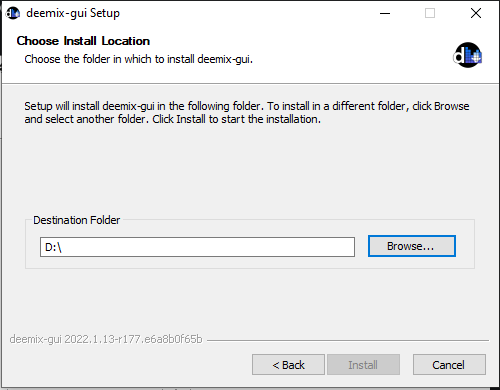 deemix-gui Setup
Choose Install Location
Choose the folder in which to install deemix-gui.
d
Setup will install deemix-gui in the following folder. To install in a different folder, click Browse
and select another folder. Click Install to start the installation.
Destination Folder
D:\
Browse...
deemix-gui 2022.1.13-r177.e6a8b0f65b
< Back
Install
Cancel